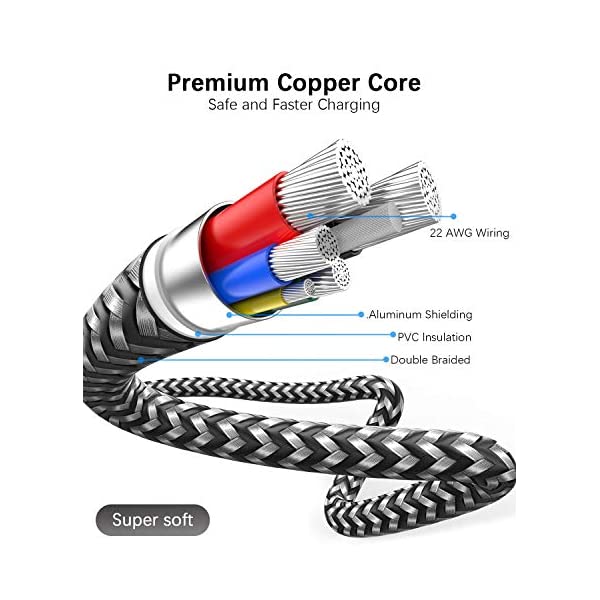 Premium Copper Core
Safe and Faster Charging
22 AWG Wiring
.Aluminum Shielding
PVC Insulation
Double Braided
Super soft